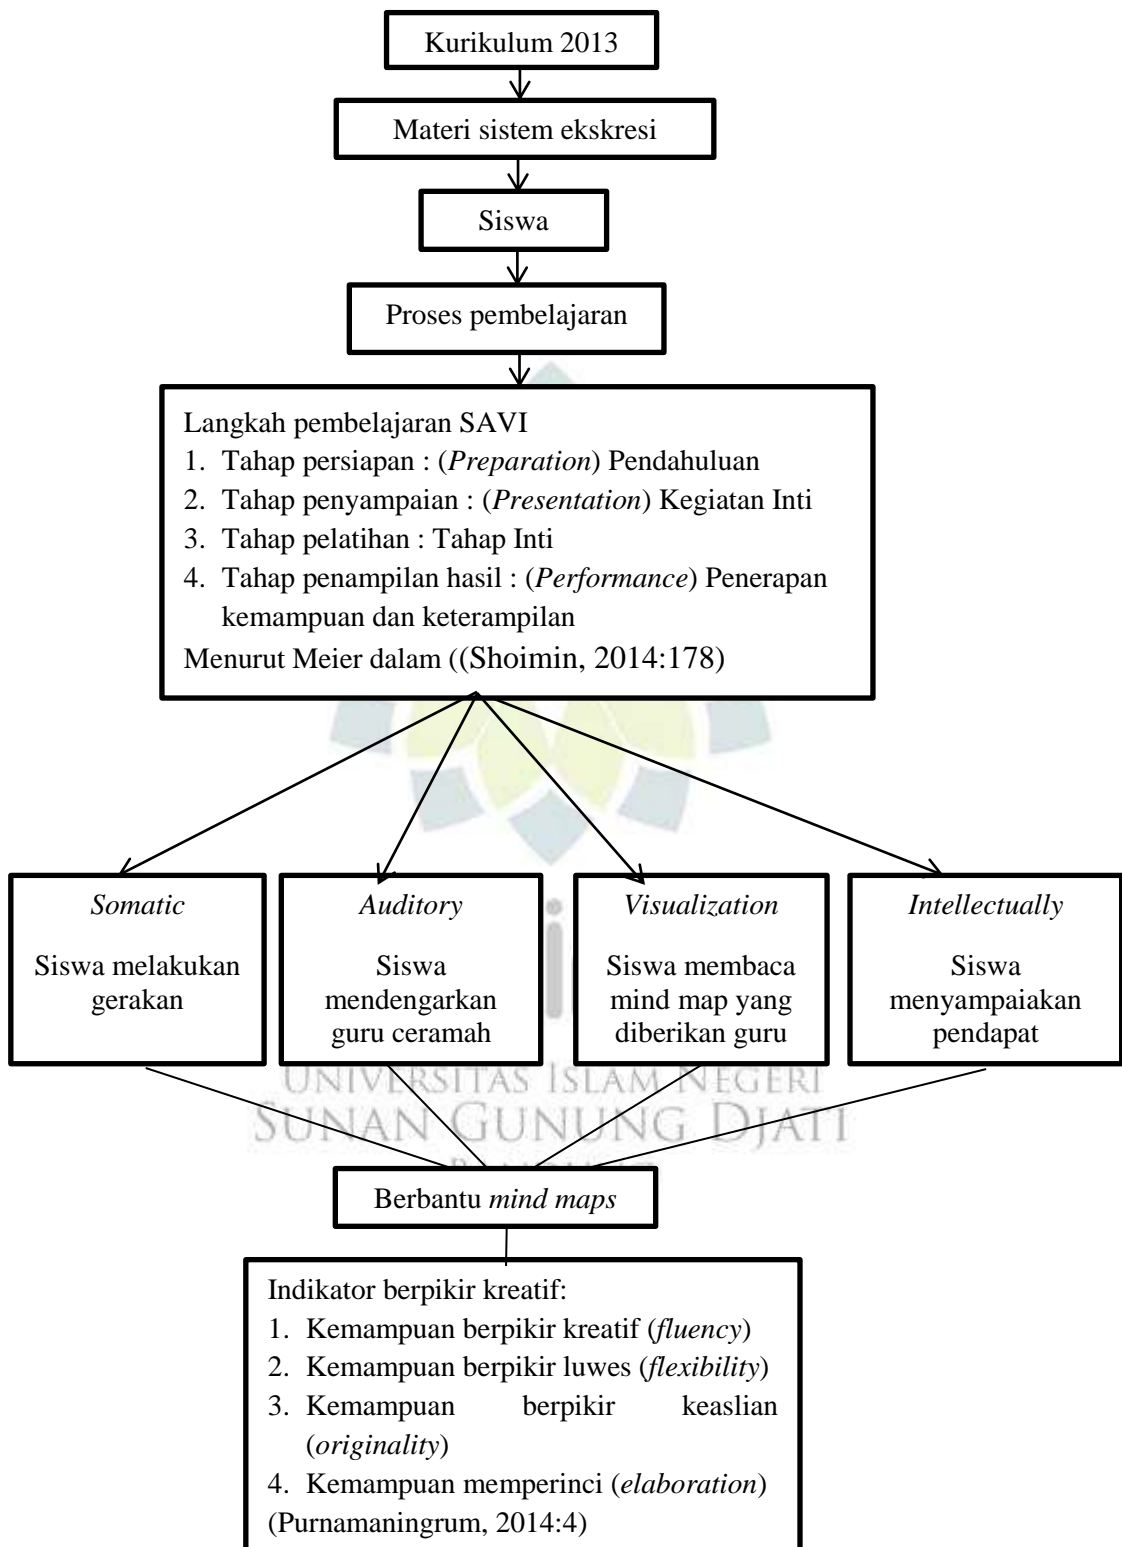 Kurikulum 2013
Materi sistem ekskresi
Siswa
Proses pembelajaran
Langkah pembelajaran SAVI
1. Tahap persiapan : (Preparation) Pendahuluan
2. Tahap penyampaian : (Presentation) Kegiatan Inti
3. Tahap pelatihan : Tahap Inti
4. Tahap penampilan hasil : (Performance) Penerapan
kemampuan dan keterampilan
Menurut Meier dalam ((Shoimin, 2014:178)
Somatic
Siswa melakukan
gerakan
Auditory
Siswa
mendengarkan
guru ceramah
Visualization
Siswa membaca
mind map yang
diberikan guru
Intellectually
Siswa
menyampaiakan
pendapat
UNIVERSITAS ISLAM NEGERI
SUNAN GUNUNG DJATI
Berbantu mind maps
Indikator berpikir kreatif:
1. Kemampuan berpikir kreatif (fluency)
2. Kemampuan berpikir luwes (flexibility)
3. Kemampuan berpikir keaslian
(originality)
4. Kemampuan memperinci (elaboration)
(Purnamaningrum, 2014:4)